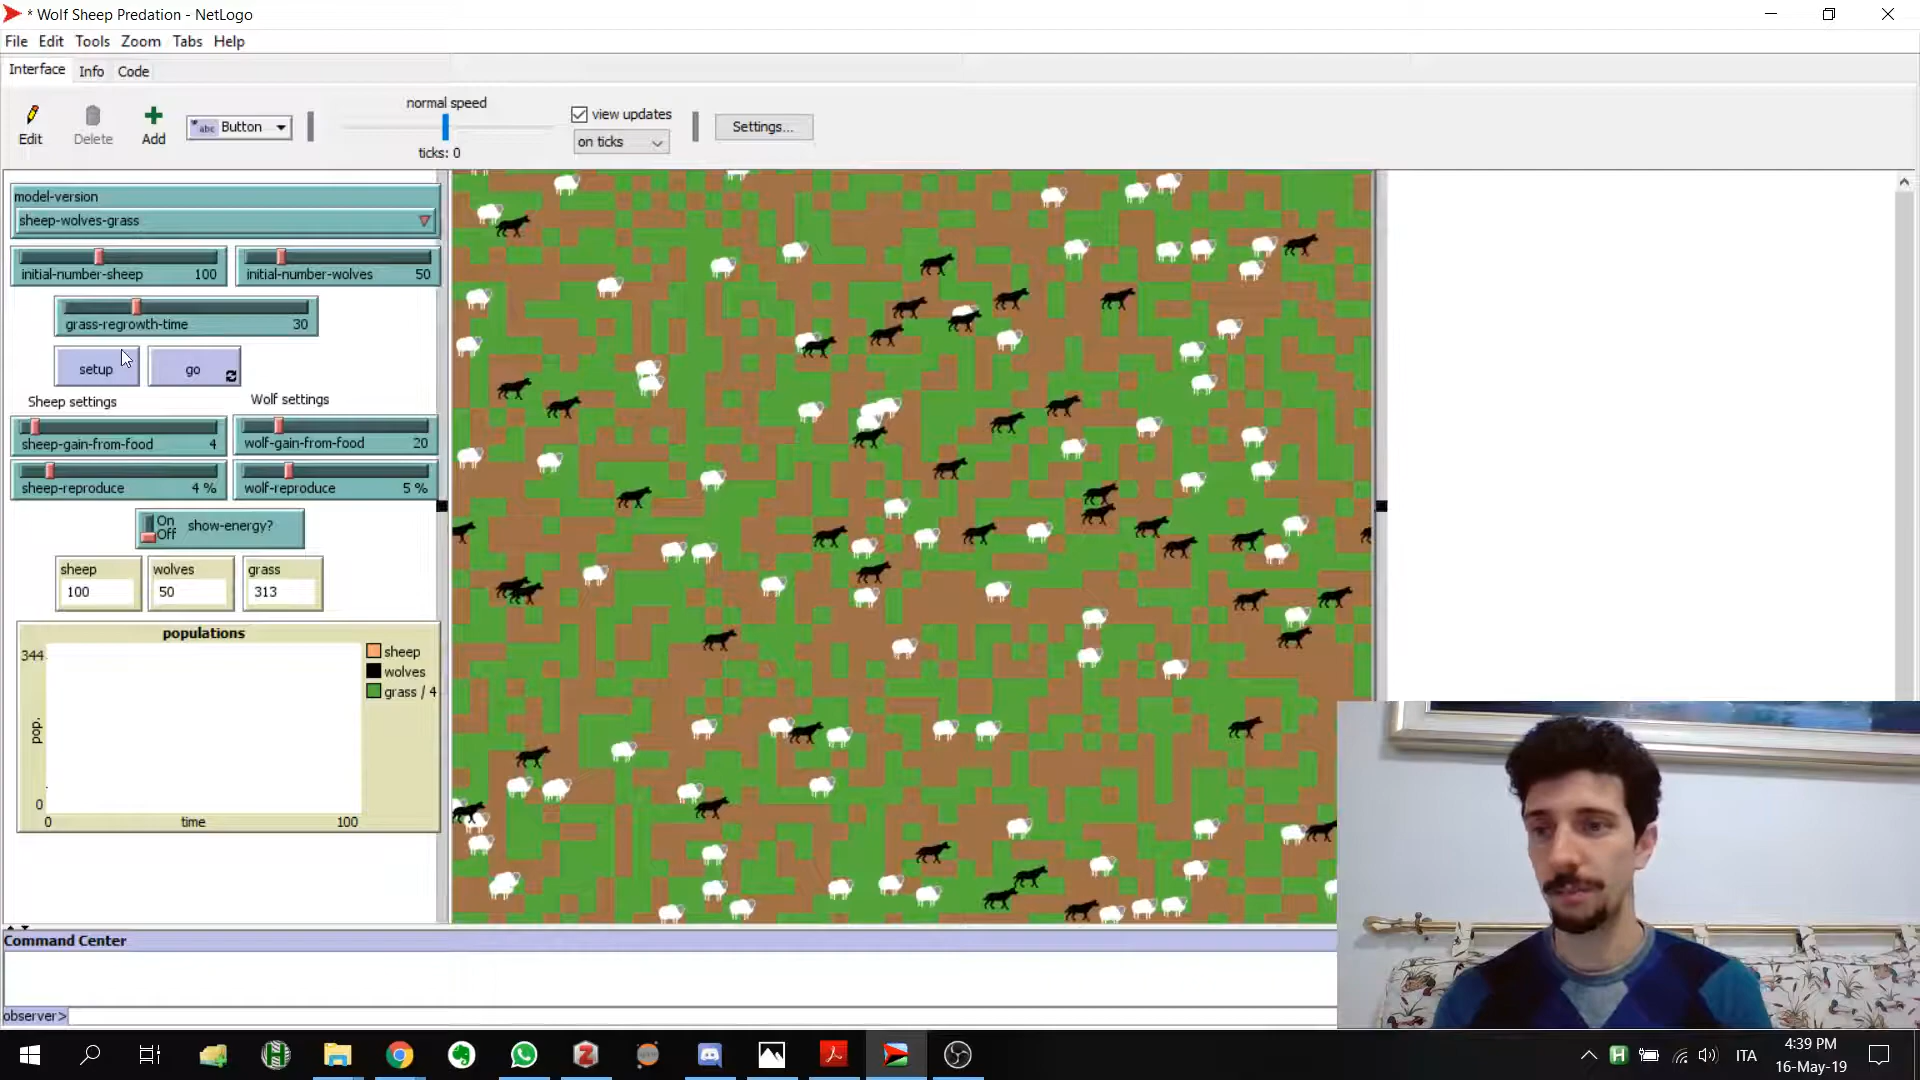 * Wolf Sheep Predation - NetLogo
File Edit Tools Zoom Tabs Help
Interface Info Code
normal speed
view updates
Edit Delete Add
abc Button
on ticks
Settings...
ticks: 0
model-version
sheep-wolves-grass
initial-number-sheep 100
initial-number-wolves 50
grass-regrowth-time 30
setup
go
Sheep settings
Wolf settings
sheep-gain-from-food 4
wolf-gain-from-food 20
sheep-reproduce 4 %
wolf-reproduce 5 %
On
Off
show-energy?
sheep wolves grass
100 50 313
populations
344
pop.
0
0 time 100
sheep
wolves
grass / 4
Command Center
observer>
ITA
4:39 PM
16-May-19